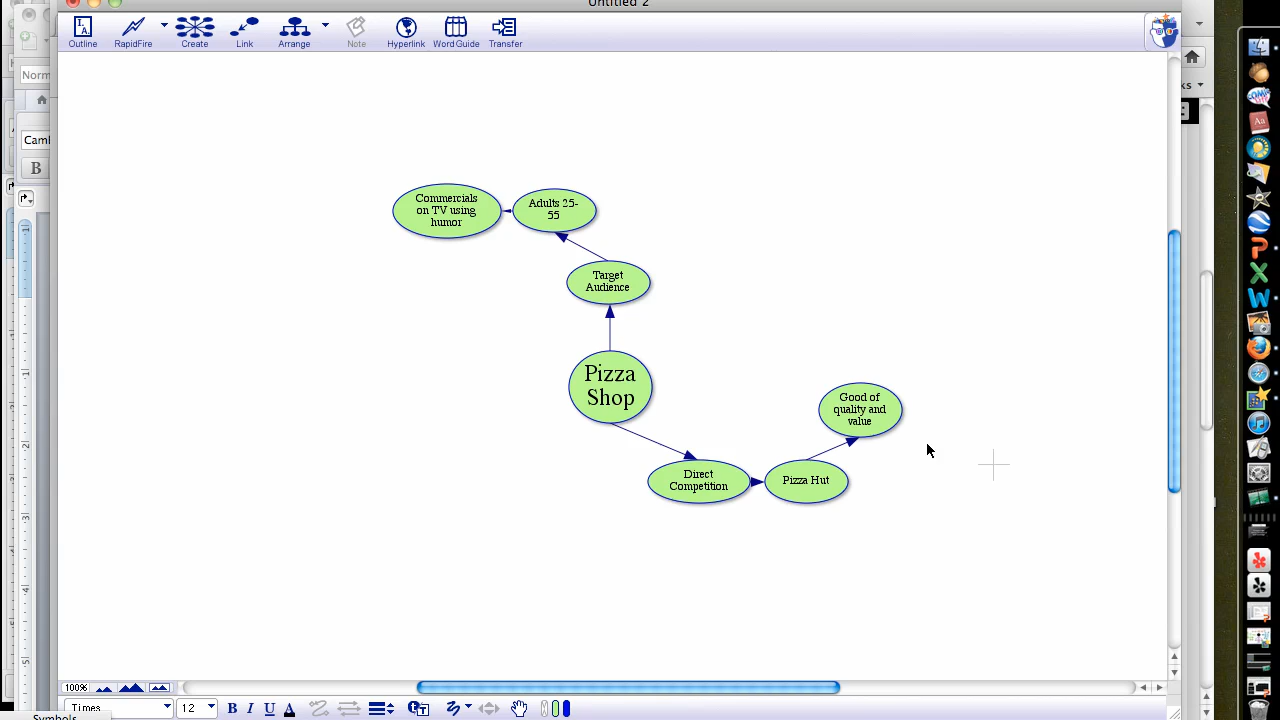 Untitled 2
Outline
RapidFire
Create
Link
Arrange
Note
Hyperlink
Word Guide
Transfer
Norm
ks
Cam
B
Commercials
on TV using
humor
Adults 25-
55
Target
Audience
Pizza
Shop
Good of
quality and
value
Direct
Competition
Pizza Hut
100%
Times
12
B I U A
Symbols